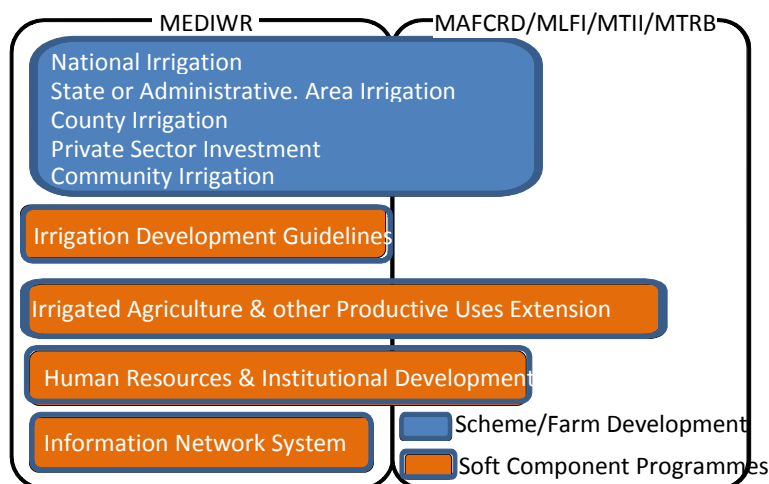 MEDIWR
MAFCRD/MLFI/MTII/MTRB
National Irrigation
State or Administrative. Area Irrigation
County Irrigation
Private Sector Investment
Community Irrigation
Irrigation Development Guidelines
Irrigated Agriculture & other Productive Uses Extension
Human Resources & Institutional Development
Information Network System
Scheme/Farm Development
Soft Component Programmes